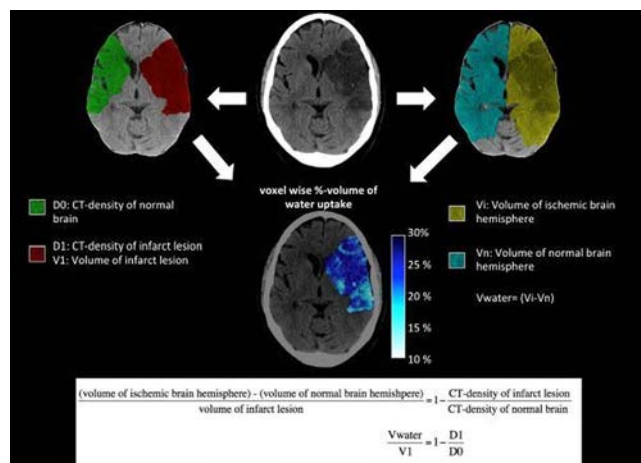 voxel wise %-volume of
water uptake
D0: CT-density of normal
brain
D1: CT-density of infarct lesion
V1: Volume of infarct lesion
30%
25 %
20 %
15 %
10 %
Vi: Volume of ischemic brain
hemisphere
Vn: Volume of normal brain
hemisphere
Vwater= (Vi-Vn)
(volume of ischemic brain hemisphere) - (volume of normal brain hemishpere)
volume of infarct lesion
=1-
CT-density of infarct lesion
CT-density of normal brain
Vwater
V1
=1-
D1
D0